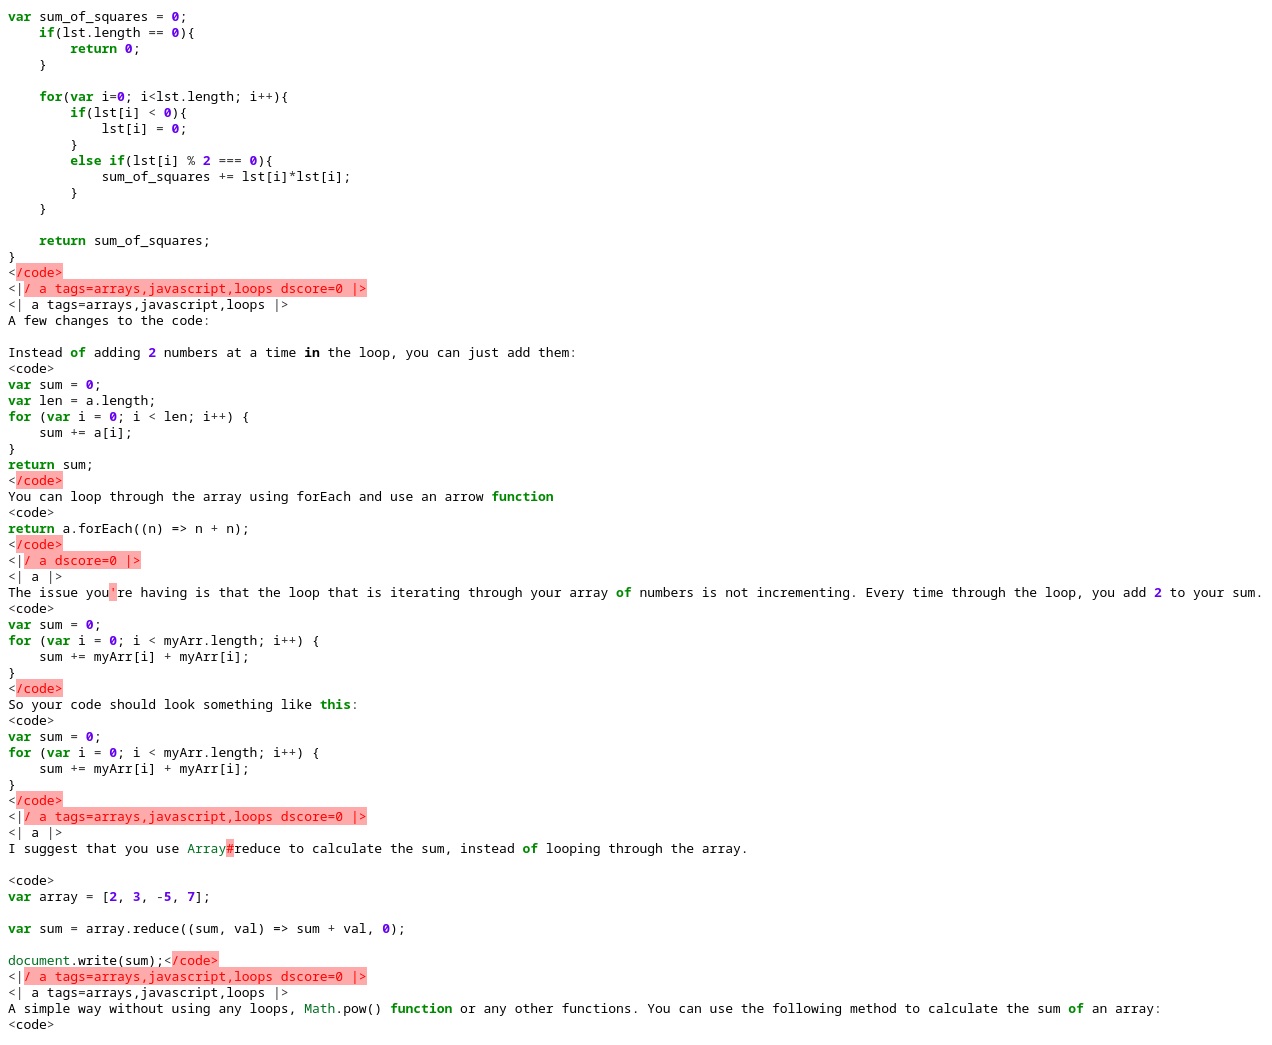 var sum_of_squares = 0;
    if(lst.length == 0){
        return 0;
    }

    for(var i=0; i<lst.length; i++){
        if(lst[i] < 0){
            lst[i] = 0;
        }
        else if(lst[i] % 2 === 0){
            sum_of_squares += lst[i]*lst[i];
        }
    }

    return sum_of_squares;
}
</code>
<|/ a tags=arrays,javascript,loops dscore=0 |>
<| a tags=arrays,javascript,loops |>
A few changes to the code:

Instead of adding 2 numbers at a time in the loop, you can just add them:
<code>
var sum = 0;
var len = a.length;
for (var i = 0; i < len; i++) {
    sum += a[i];
}
return sum;
</code>
You can loop through the array using forEach and use an arrow function
<code>
return a.forEach((n) => n + n);
</code>
<|/ a dscore=0 |>
<| a |>
The issue you're having is that the loop that is iterating through your array of numbers is not incrementing. Every time through the loop, you add 2 to your sum.
<code>
var sum = 0;
for (var i = 0; i < myArr.length; i++) {
    sum += myArr[i] + myArr[i];
}
</code>
So your code should look something like this:
<code>
var sum = 0;
for (var i = 0; i < myArr.length; i++) {
    sum += myArr[i] + myArr[i];
}
</code>
<|/ a tags=arrays,javascript,loops dscore=0 |>
<| a |>
I suggest that you use Array#reduce to calculate the sum, instead of looping through the array.

<code>
var array = [2, 3, -5, 7];

var sum = array.reduce((sum, val) => sum + val, 0);

document.write(sum);</code>
<|/ a tags=arrays,javascript,loops dscore=0 |>
<| a tags=arrays,javascript,loops |>
A simple way without using any loops, Math.pow() function or any other functions. You can use the following method to calculate the sum of an array:
<code>